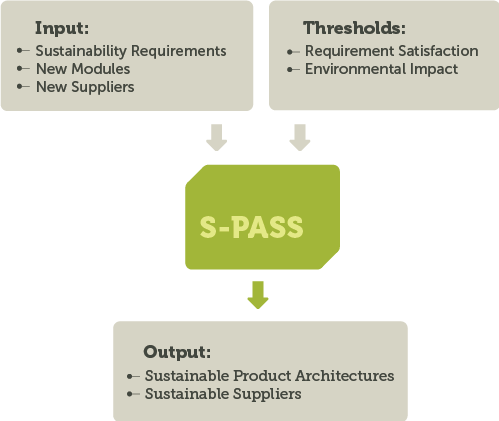 Input:
Sustainability Requirements
New Modules
New Suppliers
Thresholds:
Requirement Satisfaction
Environmental Impact
S-PASS
Output:
Sustainable Product Architectures
Sustainable Suppliers